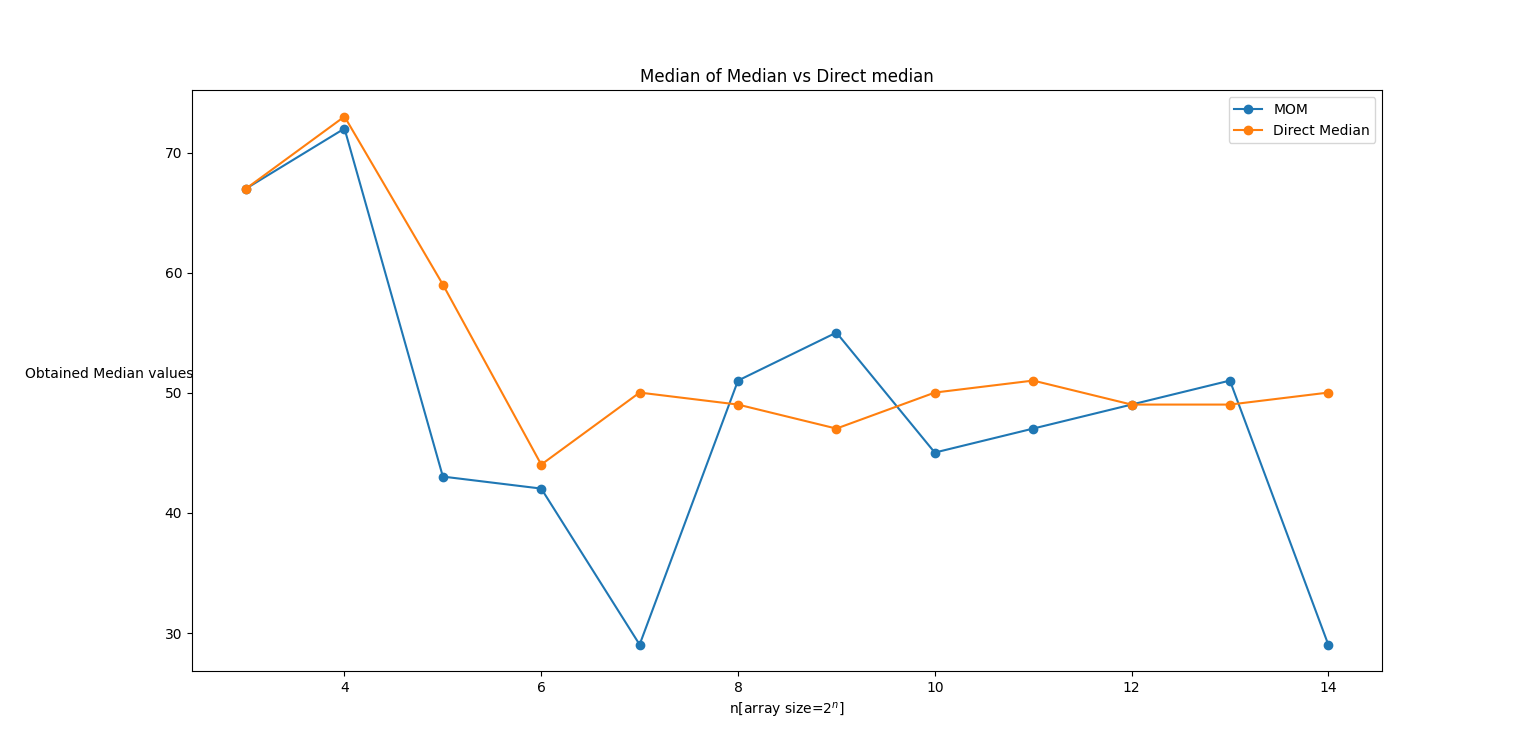 Median of Median vs Direct median
MOM
Direct Median
70
60
Obtained Median values
50
40
30
4 6 8 10 12 14
n[array size=2ⁿ]